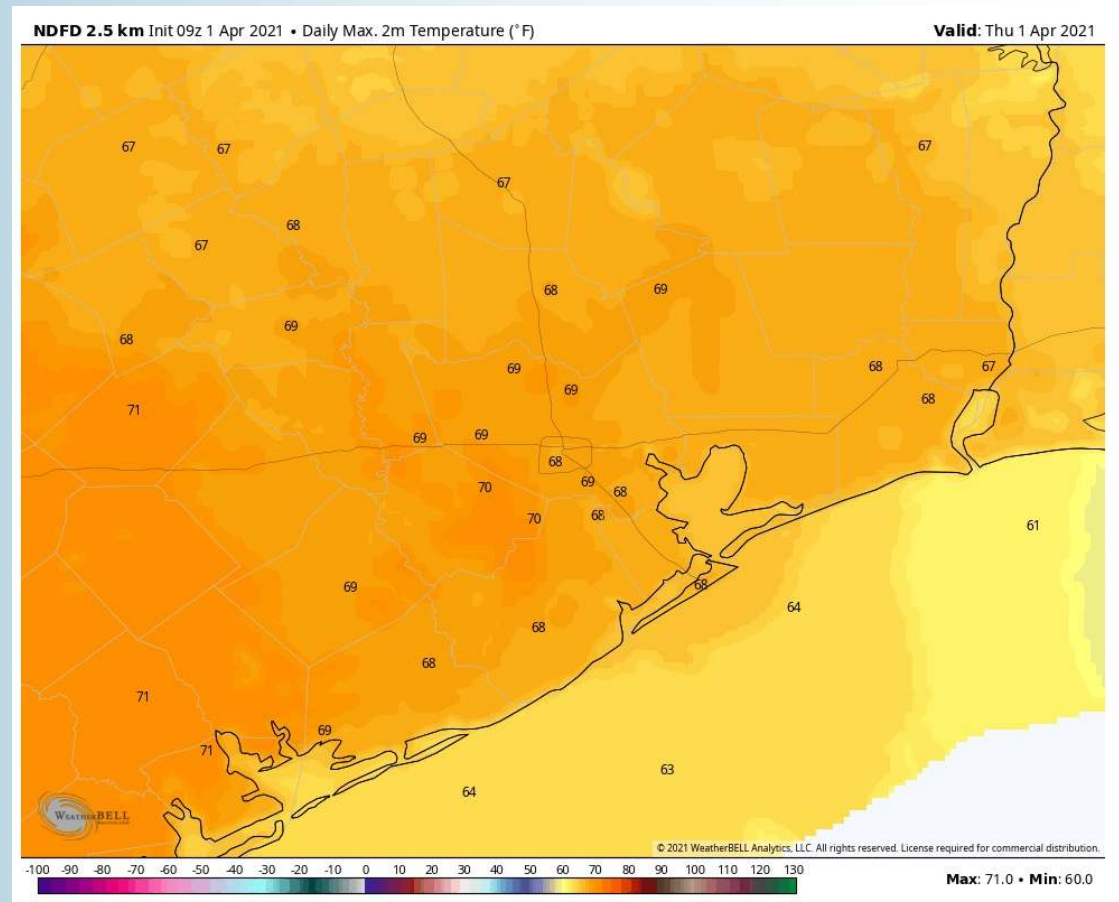 NDFD 2.5 km Init 09z 1 Apr 2021 • Daily Max. 2m Temperature (°F) Valid: Thu 1 Apr 2021
67 67 67
67
68
67
68 69
69
68
69 68 67
69 68
71
69 69
68
70 69 68
70 68
61
69 68
64
68
68
71
69
71
63
64
WEATHERBELL
© 2021 WeatherBELL Analytics, LLC. All rights reserved. License required for commercial distribution.
-100 -90 -80 -70 -60 -50 -40 -30 -20 -10 0 10 20 30 40 50 60 70 80 90 100 110 120 130
Max: 71.0 • Min: 60.0